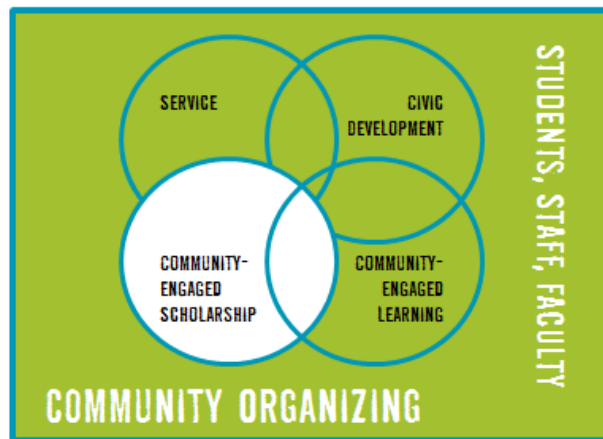 SERVICE
CIVIC
DEVELOPMENT
COMMUNITY-
ENGAGED
SCHOLARSHIP
COMMUNITY-
ENGAGED
LEARNING
STUDENTS, STAFF, FACULTY
COMMUNITY ORGANIZING